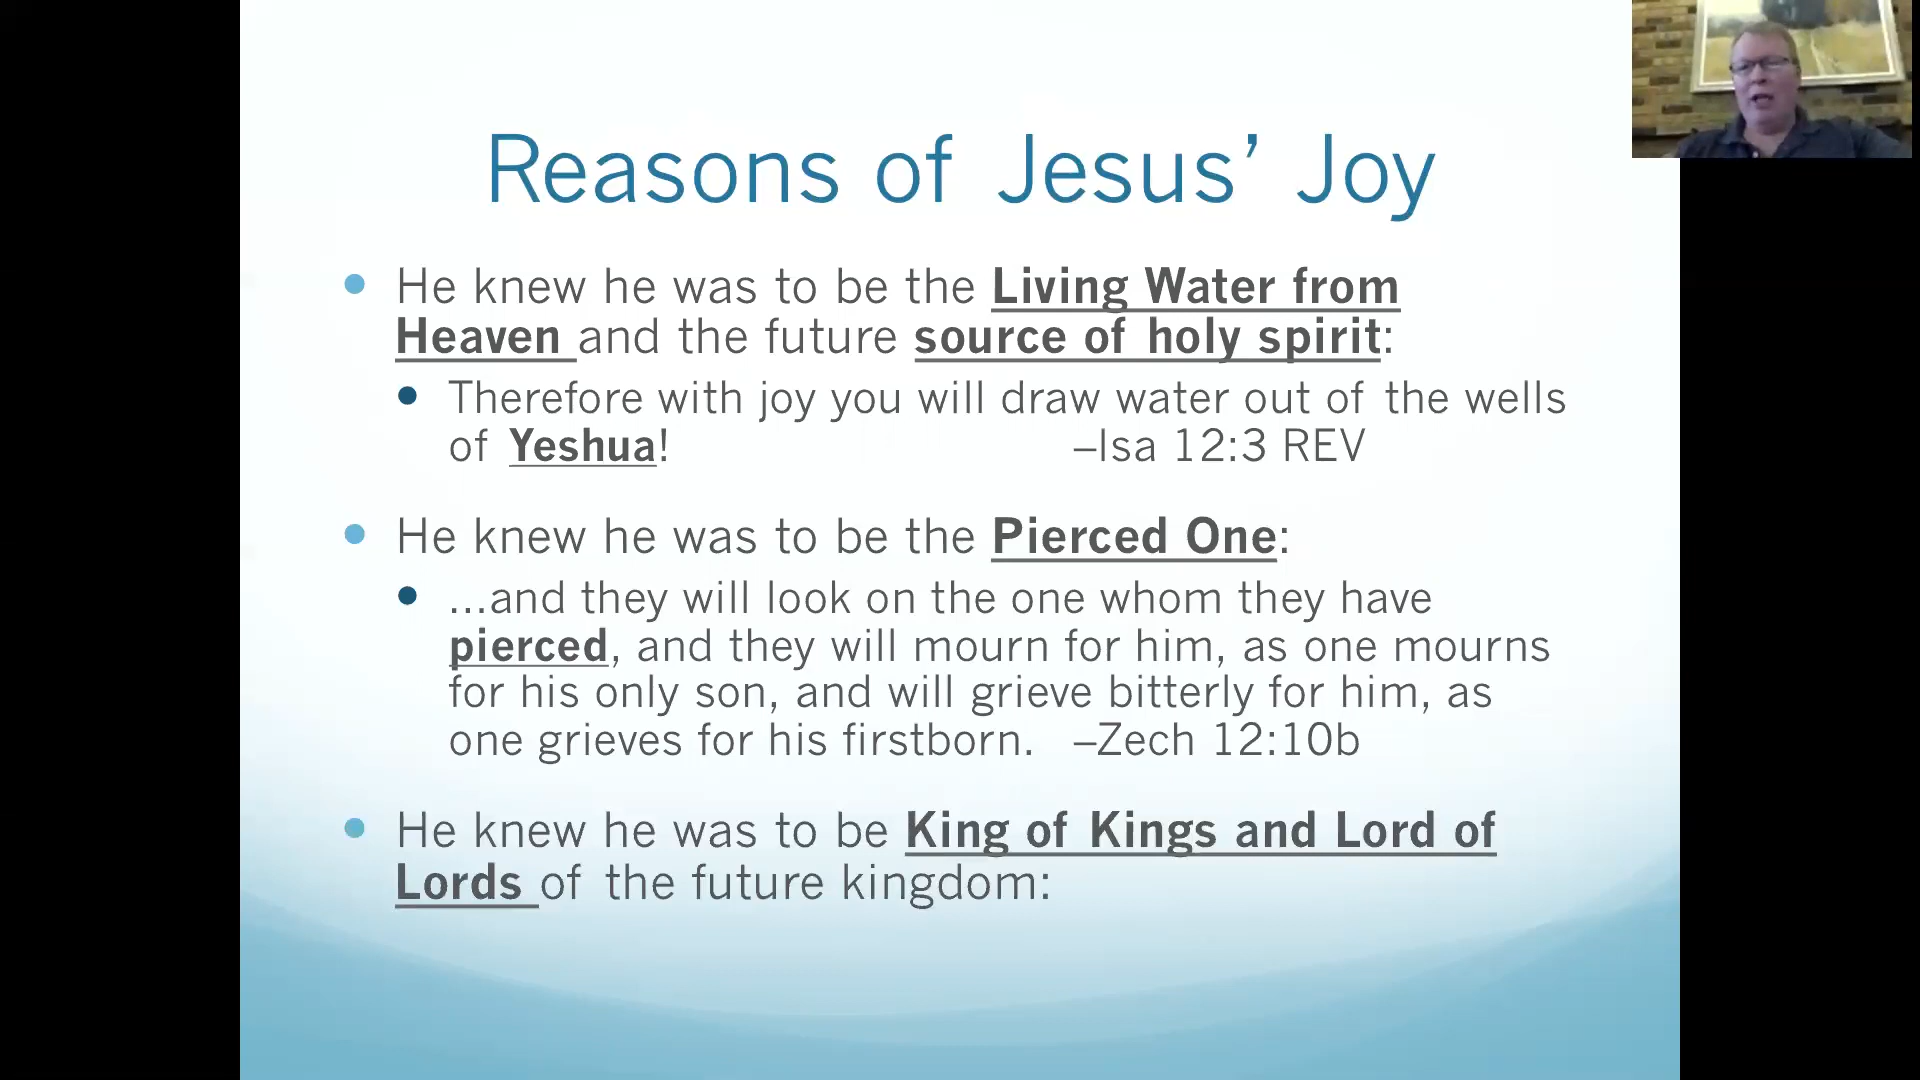 Reasons of Jesus’ Joy
He knew he was to be the Living Water from
Heaven and the future source of holy spirit:
Therefore with joy you will draw water out of the wells
of Yeshua! –Isa 12:3 REV
He knew he was to be the Pierced One:
...and they will look on the one whom they have
pierced, and they will mourn for him, as one mourns
for his only son, and will grieve bitterly for him, as
one grieves for his firstborn. –Zech 12:10b
He knew he was to be King of Kings and Lord of
Lords of the future kingdom: